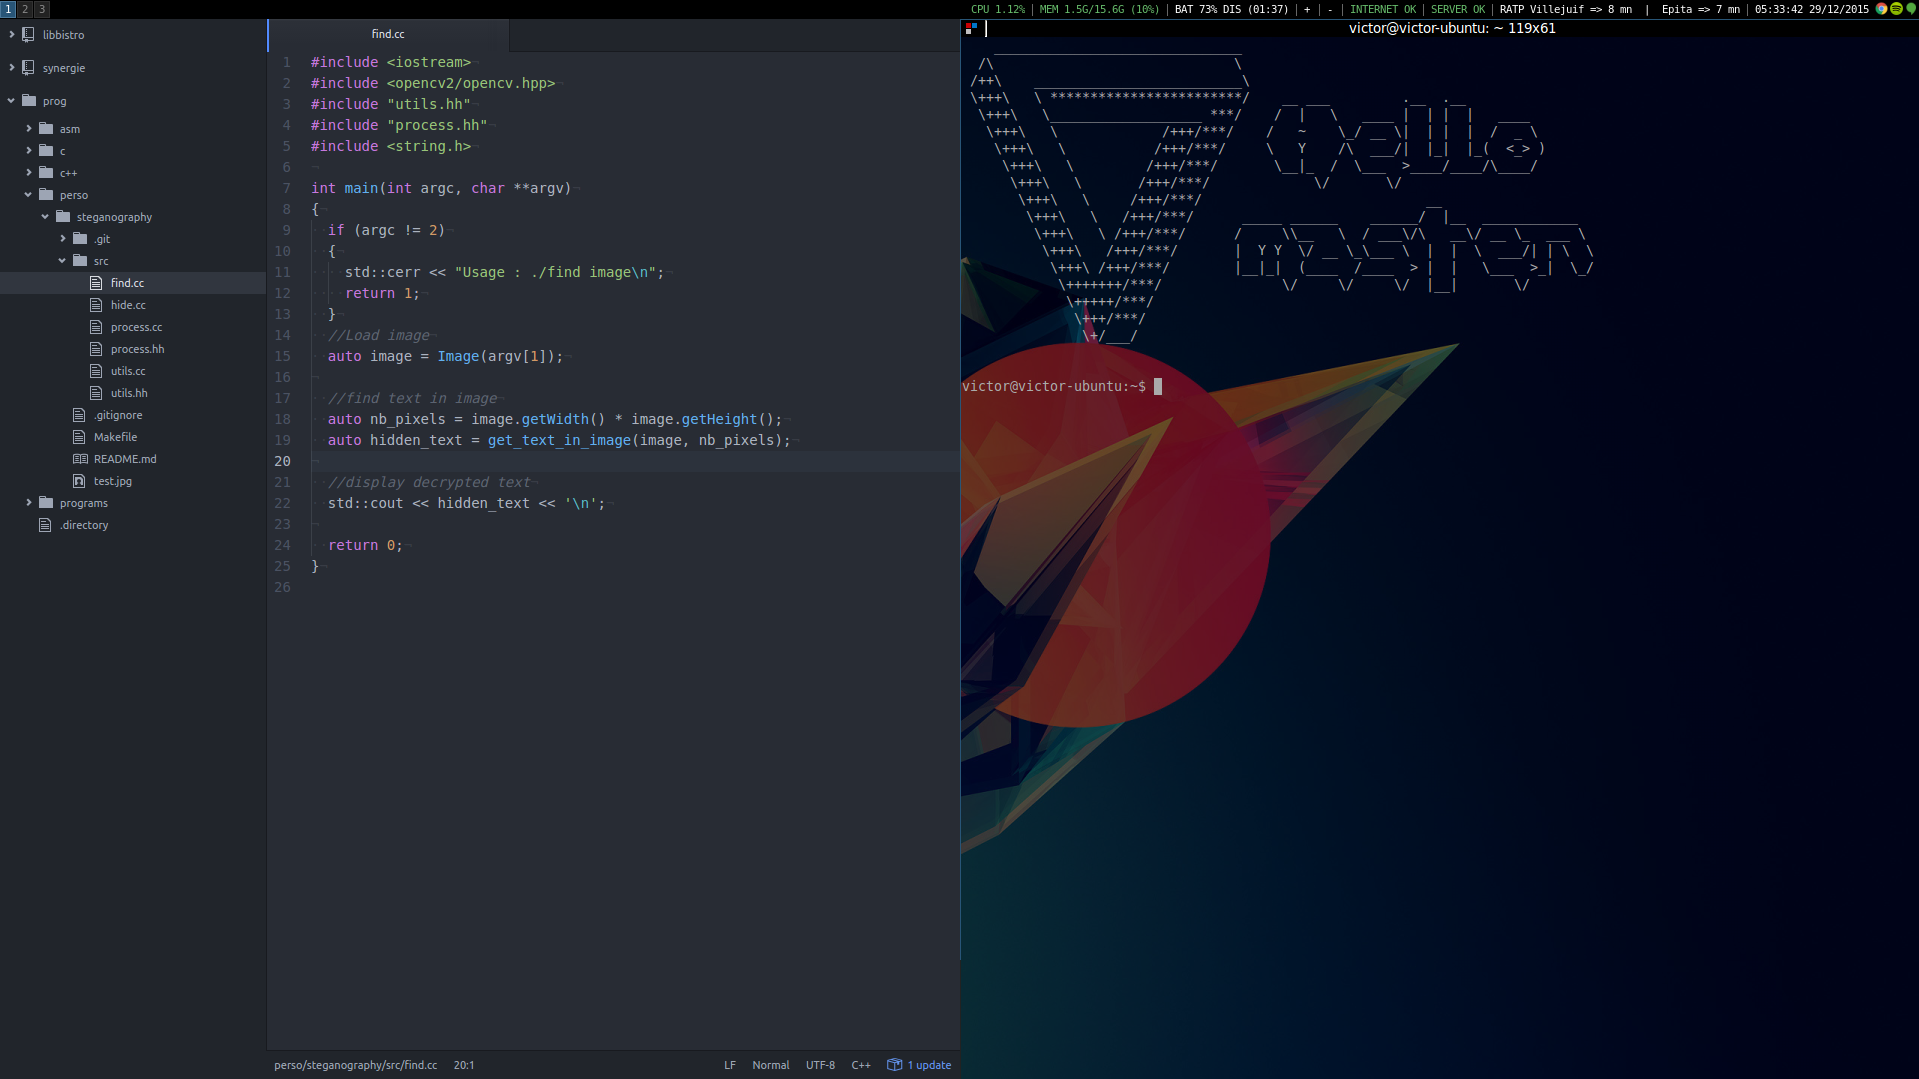 1 2 3
CPU 1.12% | MEM 1.5G/15.6G (10%) | BAT 73% DIS (01:37) | + | - | INTERNET OK | SERVER OK | RATP Villejuif => 8 mn | Epita => 7 mn | 05:33:42 29/12/2015
libbistro
synergie
prog
asm
c
c++
perso
steganography
.git
src
find.cc
hide.cc
process.cc
process.hh
utils.cc
utils.hh
.gitignore
Makefile
README.md
test.jpg
programs
.directory
find.cc
1 #include <iostream>
2 #include <opencv2/opencv.hpp>
3 #include "utils.hh"
4 #include "process.hh"
5 #include <string.h>
6
7 int main(int argc, char **argv)
8 {
9 if (argc != 2)
10 {
11 std::cerr << "Usage : ./find image\n";
12 return 1;
13 }
14 //Load image
15 auto image = Image(argv[1]);
16
17 //find text in image
18 auto nb_pixels = image.getWidth() * image.getHeight();
19 auto hidden_text = get_text_in_image(image, nb_pixels);
20
21 //display decrypted text
22 std::cout << hidden_text << '\n';
23
24 return 0;
25 }
26
perso/steganography/src/find.cc 20:1
LF Normal UTF-8 C++ 1 update
victor@victor-ubuntu: ~ 119x61
Hello
master
victor@victor-ubuntu:~$